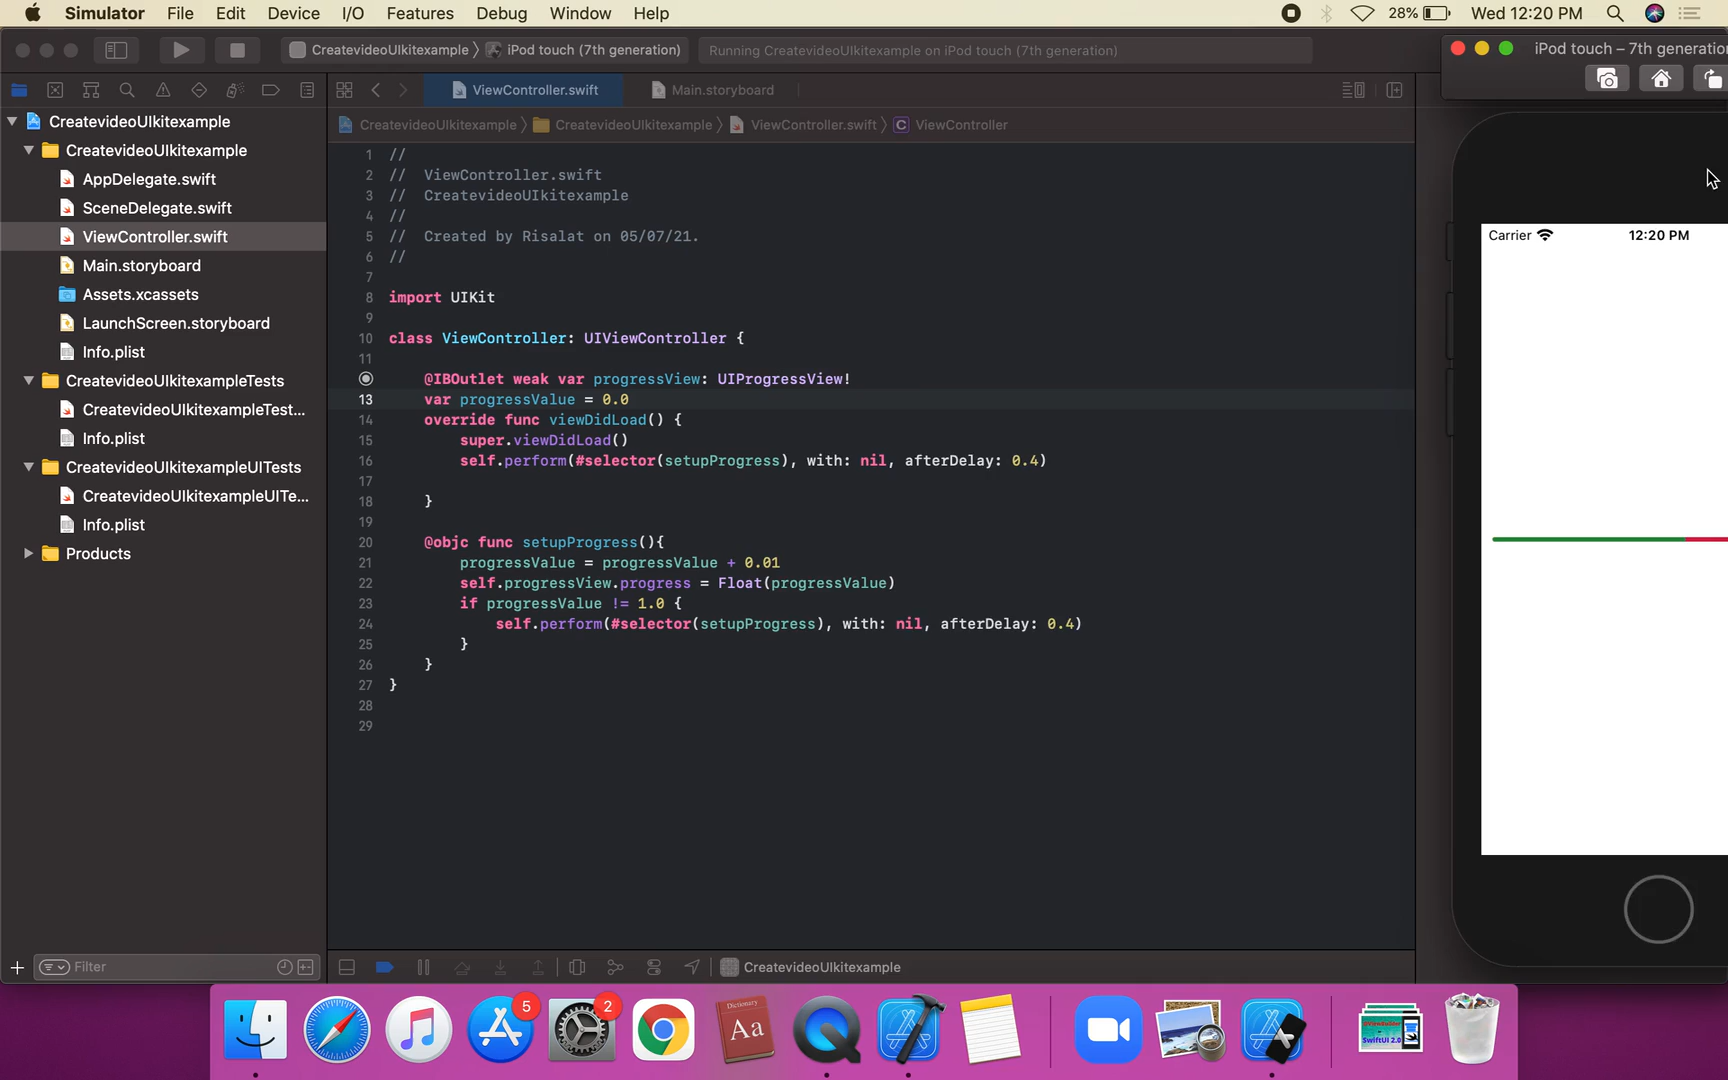 Simulator File Edit Device I/O Features Debug Window Help 28% Wed 12:20 PM
CreatevideoUIkitexample iPod touch (7th generation) Running CreatevideoUIkitexample on iPod touch (7th generation)
iPod touch – 7th generatio
ViewController.swift Main.storyboard
CreatevideoUIkitexample CreatevideoUIkitexample ViewController.swift C ViewController
CreatevideoUIkitexample
CreatevideoUIkitexample
AppDelegate.swift
SceneDelegate.swift
ViewController.swift
Main.storyboard
Assets.xcassets
LaunchScreen.storyboard
Info.plist
CreatevideoUIkitexampleTests
CreatevideoUIkitexampleTest...
Info.plist
CreatevideoUIkitexampleUITests
CreatevideoUIkitexampleUITe...
Info.plist
Products
Filter
1 //
2 //  ViewController.swift
3 //  CreatevideoUIkitexample
4 //
5 //  Created by Risalat on 05/07/21.
6 //
7
8 import UIKit
9
10 class ViewController: UIViewController {
11
@IBOutlet weak var progressView: UIProgressView!
13 var progressValue = 0.0
14 override func viewDidLoad() {
15 super.viewDidLoad()
16 self.perform(#selector(setupProgress), with: nil, afterDelay: 0.4)
17
18 }
19
20 @objc func setupProgress(){
21 progressValue = progressValue + 0.01
22 self.progressView.progress = Float(progressValue)
23 if progressValue != 1.0 {
24 self.perform(#selector(setupProgress), with: nil, afterDelay: 0.4)
25 }
26 }
27 }
28
29
CreatevideoUIkitexample
Carrier 12:20 PM
5
2
Dictionary
Aa
UIViewBuilder
SwiftUI 2.0